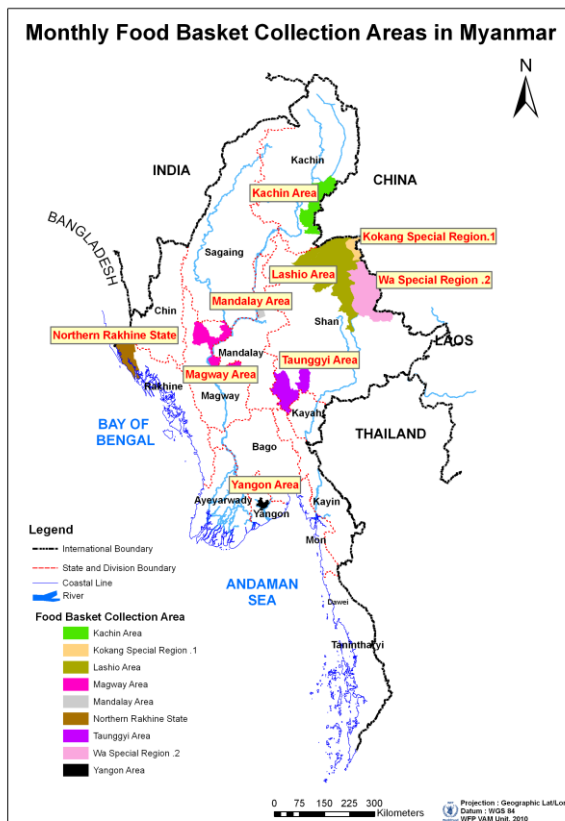 Monthly Food Basket Collection Areas in Myanmar
N
INDIA
Kachin
CHINA
Kachin Area
BANGLADESH
Sagaing
Kokang Special Region.1
Lashio Area
Wa Special Region .2
Chin
Mandalay Area
Shan
Northern Rakhine State
LAOS
Mandalay
Taunggyi Area
Magway Area
Rakhine
Magway
Kayah
BAY OF
BENGAL
THAILAND
Bago
Yangon Area
Ayeyarwady
Kayin
Yangon
Mon
Legend
International Boundary
State and Division Boundary
Coastal Line
River
ANDAMAN
SEA
Dawei
Tanintharyi
Food Basket Collection Area
Kachin Area
Kokang Special Region .1
Lashio Area
Magway Area
Mandalay Area
Northern Rakhine State
Taunggyi Area
Wa Special Region .2
Yangon Area
0 40 80 160 240 300
Kilometers
Projection : Geographic Lat/Lon
Datum : WGS 84
WFP VAM Unit, 2010